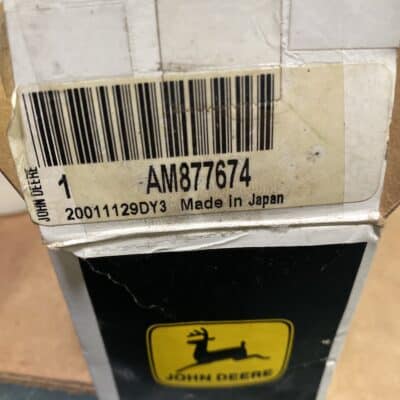 JOHN DEERE
1 AM877674
20011129DY3 Made in Japan
JOHN DEERE